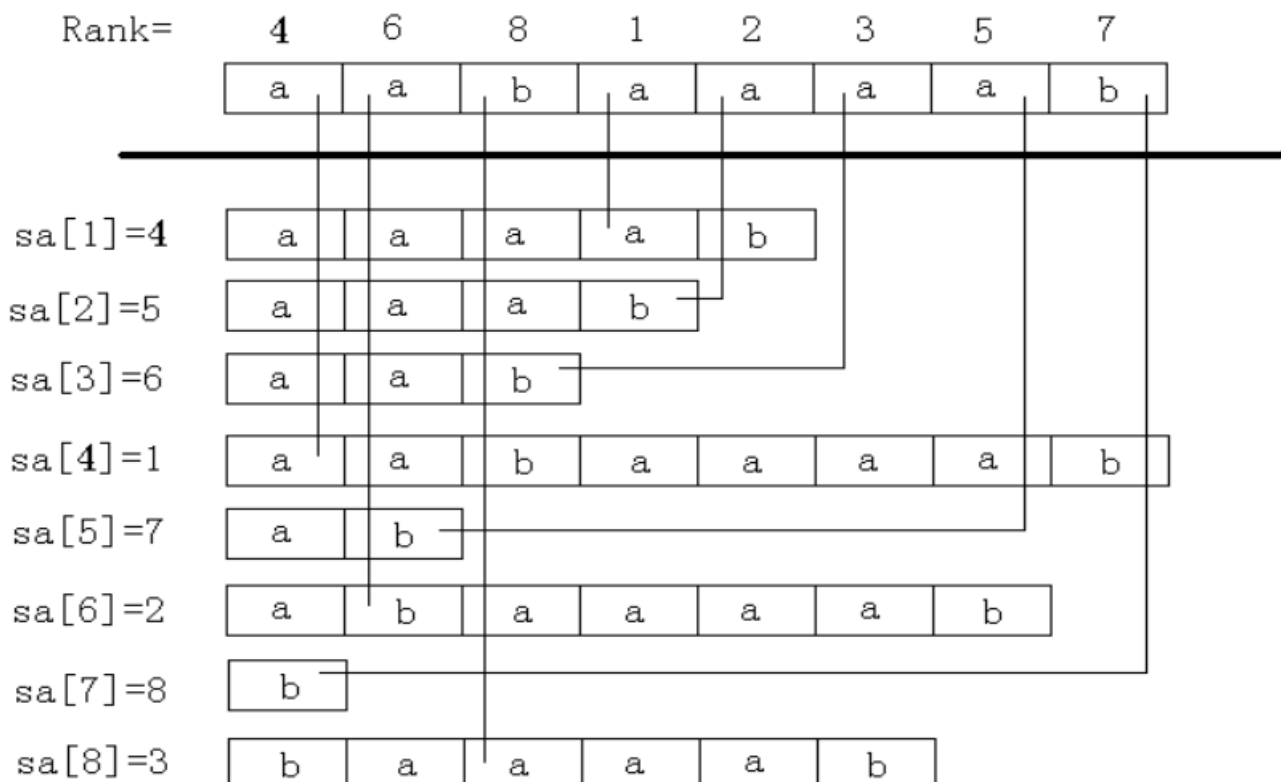 Rank= 4 6 8 1 2 3 5 7
a a b a a a a b
sa[1]=4 a a a a b
sa[2]=5 a a a b
sa[3]=6 a a b
sa[4]=1 a a b a a a a b
sa[5]=7 a b
sa[6]=2 a b a a a a b
sa[7]=8 b
sa[8]=3 b a a a a b